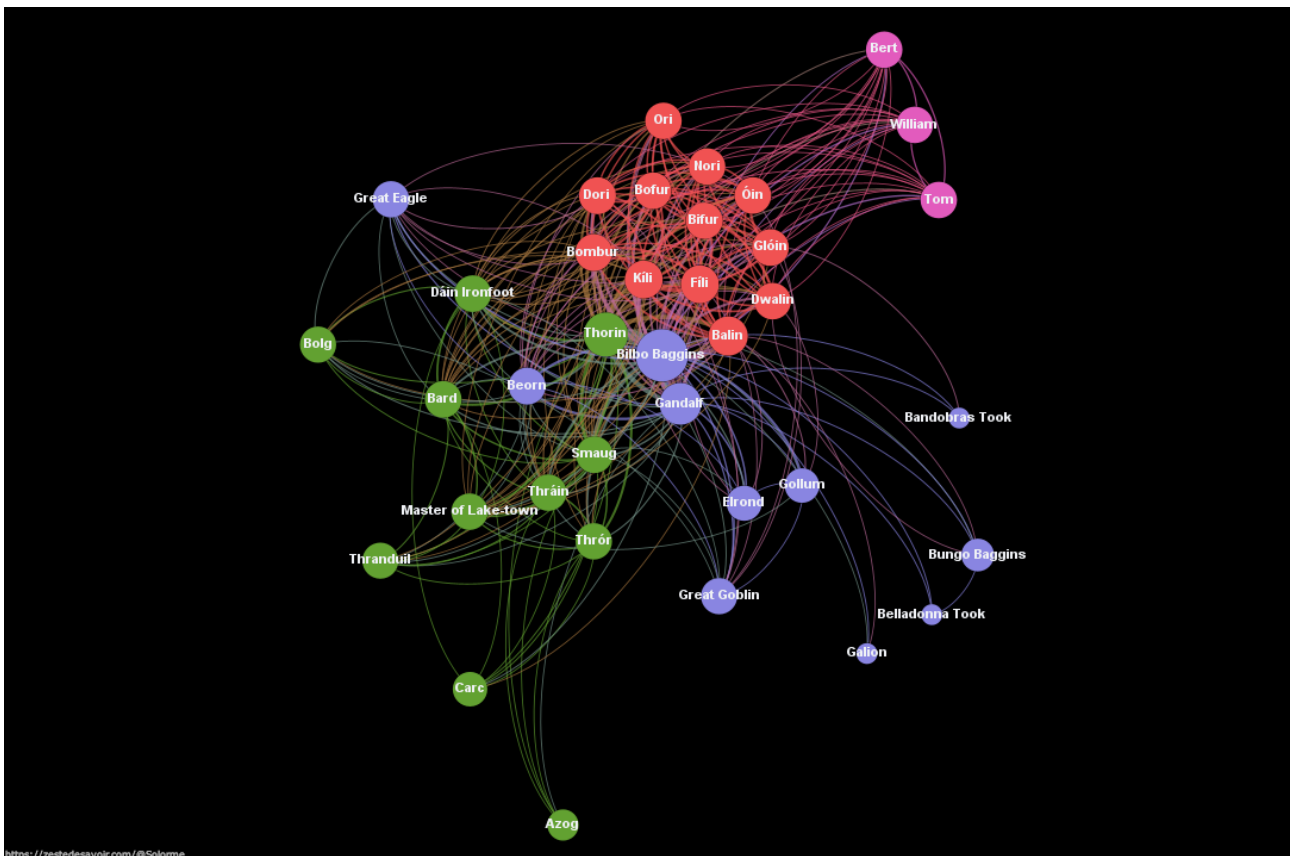 Bert
William
Ori
Nori
Great Eagle
Dori
Bofur
Óin
Tom
Bifur
Bombur
Glóin
Kíli
Fíli
Dáin Ironfoot
Dwalin
Thorin
Balin
Bolg
Bilbo Baggins
Beorn
Bard
Gandalf
Bandobras Took
Smaug
Gollum
Thráin
Elrond
Master of Lake-town
Thrór
Thranduil
Bungo Baggins
Great Goblin
Belladonna Took
Galion
Carc
Azog
https://zestedesavoir.com/@Solorme